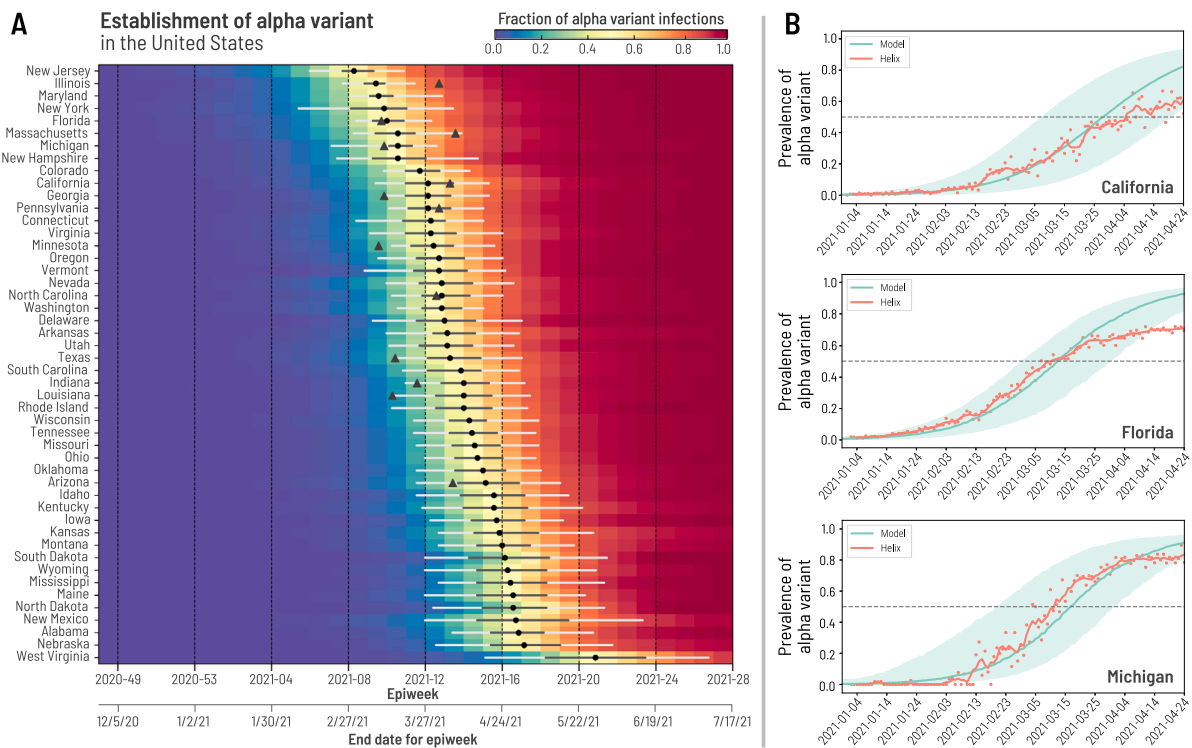 A
Establishment of alpha variant
in the United States
Fraction of alpha variant infections
0.0 0.2 0.4 0.6 0.8 1.0
New Jersey
Illinois
Maryland
New York
Florida
Massachusetts
Michigan
New Hampshire
Colorado
California
Georgia
Pennsylvania
Connecticut
Virginia
Minnesota
Oregon
Vermont
Nevada
North Carolina
Washington
Delaware
Arkansas
Utah
Texas
South Carolina
Indiana
Louisiana
Rhode Island
Wisconsin
Tennessee
Missouri
Ohio
Oklahoma
Arizona
Idaho
Kentucky
Iowa
Kansas
Montana
South Dakota
Wyoming
Mississippi
Maine
North Dakota
New Mexico
Alabama
Nebraska
West Virginia
2020-49 2020-53 2021-04 2021-08 2021-12 2021-16 2021-20 2021-24 2021-28
Epiweek
12/5/20 1/2/21 1/30/21 2/27/21 3/27/21 4/24/21 5/22/21 6/19/21 7/17/21
End date for epiweek
B
Prevalence of
alpha variant
1.0
0.8
0.6
0.4
0.2
0.0
Model
Helix
California
2021-01-04 2021-01-14 2021-01-24 2021-02-03 2021-02-13 2021-02-23 2021-03-05 2021-03-15 2021-03-25 2021-04-04 2021-04-14 2021-04-24
Prevalence of
alpha variant
1.0
0.8
0.6
0.4
0.2
0.0
Model
Helix
Florida
2021-01-04 2021-01-14 2021-01-24 2021-02-03 2021-02-13 2021-02-23 2021-03-05 2021-03-15 2021-03-25 2021-04-04 2021-04-14 2021-04-24
Prevalence of
alpha variant
1.0
0.8
0.6
0.4
0.2
0.0
Model
Helix
Michigan
2021-01-04 2021-01-14 2021-01-24 2021-02-03 2021-02-13 2021-02-23 2021-03-05 2021-03-15 2021-03-25 2021-04-04 2021-04-14 2021-04-24